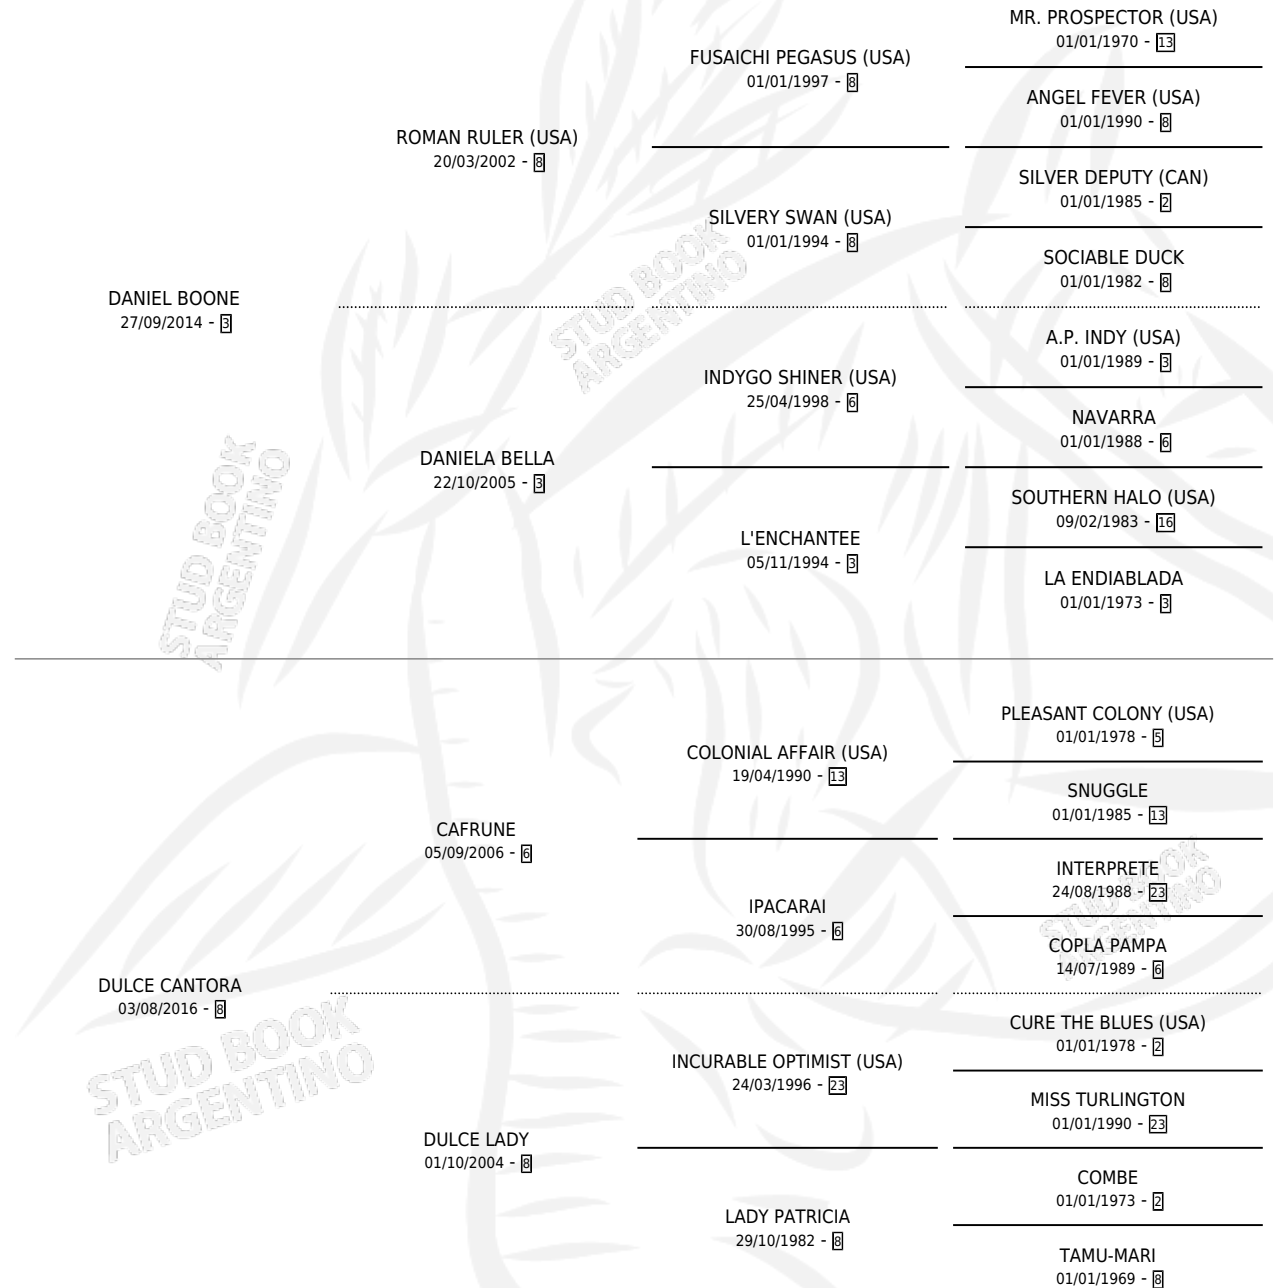 MR. PROSPECTOR (USA)
01/01/1970 - 13
FUSAICHI PEGASUS (USA)
01/01/1997 - 8
ANGEL FEVER (USA)
01/01/1990 - 8
ROMAN RULER (USA)
20/03/2002 - 8
SILVER DEPUTY (CAN)
01/01/1985 - 2
SILVERY SWAN (USA)
01/01/1994 - 8
SOCIABLE DUCK
01/01/1982 - 8
DANIEL BOONE
27/09/2014 - 3
A.P. INDY (USA)
01/01/1989 - 3
INDYGO SHINER (USA)
25/04/1998 - 6
NAVARRA
01/01/1988 - 6
DANIELA BELLA
22/10/2005 - 3
SOUTHERN HALO (USA)
09/02/1983 - 16
L'ENCHANTEE
05/11/1994 - 3
LA ENDIABLADA
01/01/1973 - 3
STUD BOOK
ARGENTINO
STUD BOOK
ARGENTINO
PLEASANT COLONY (USA)
01/01/1978 - 5
COLONIAL AFFAIR (USA)
19/04/1990 - 13
SNUGGLE
01/01/1985 - 13
CAFRUNE
05/09/2006 - 6
INTERPRETE
24/08/1988 - 23
IPACARAI
30/08/1995 - 6
COPLA PAMPA
14/07/1989 - 6
DULCE CANTORA
03/08/2016 - 8
CURE THE BLUES (USA)
01/01/1978 - 2
INCURABLE OPTIMIST (USA)
24/03/1996 - 23
MISS TURLINGTON
01/01/1990 - 23
DULCE LADY
01/10/2004 - 8
COMBE
01/01/1973 - 2
LADY PATRICIA
29/10/1982 - 8
TAMU-MARI
01/01/1969 - 8
STUD BOOK
ARGENTINO
STUD BOOK
ARGENTINO